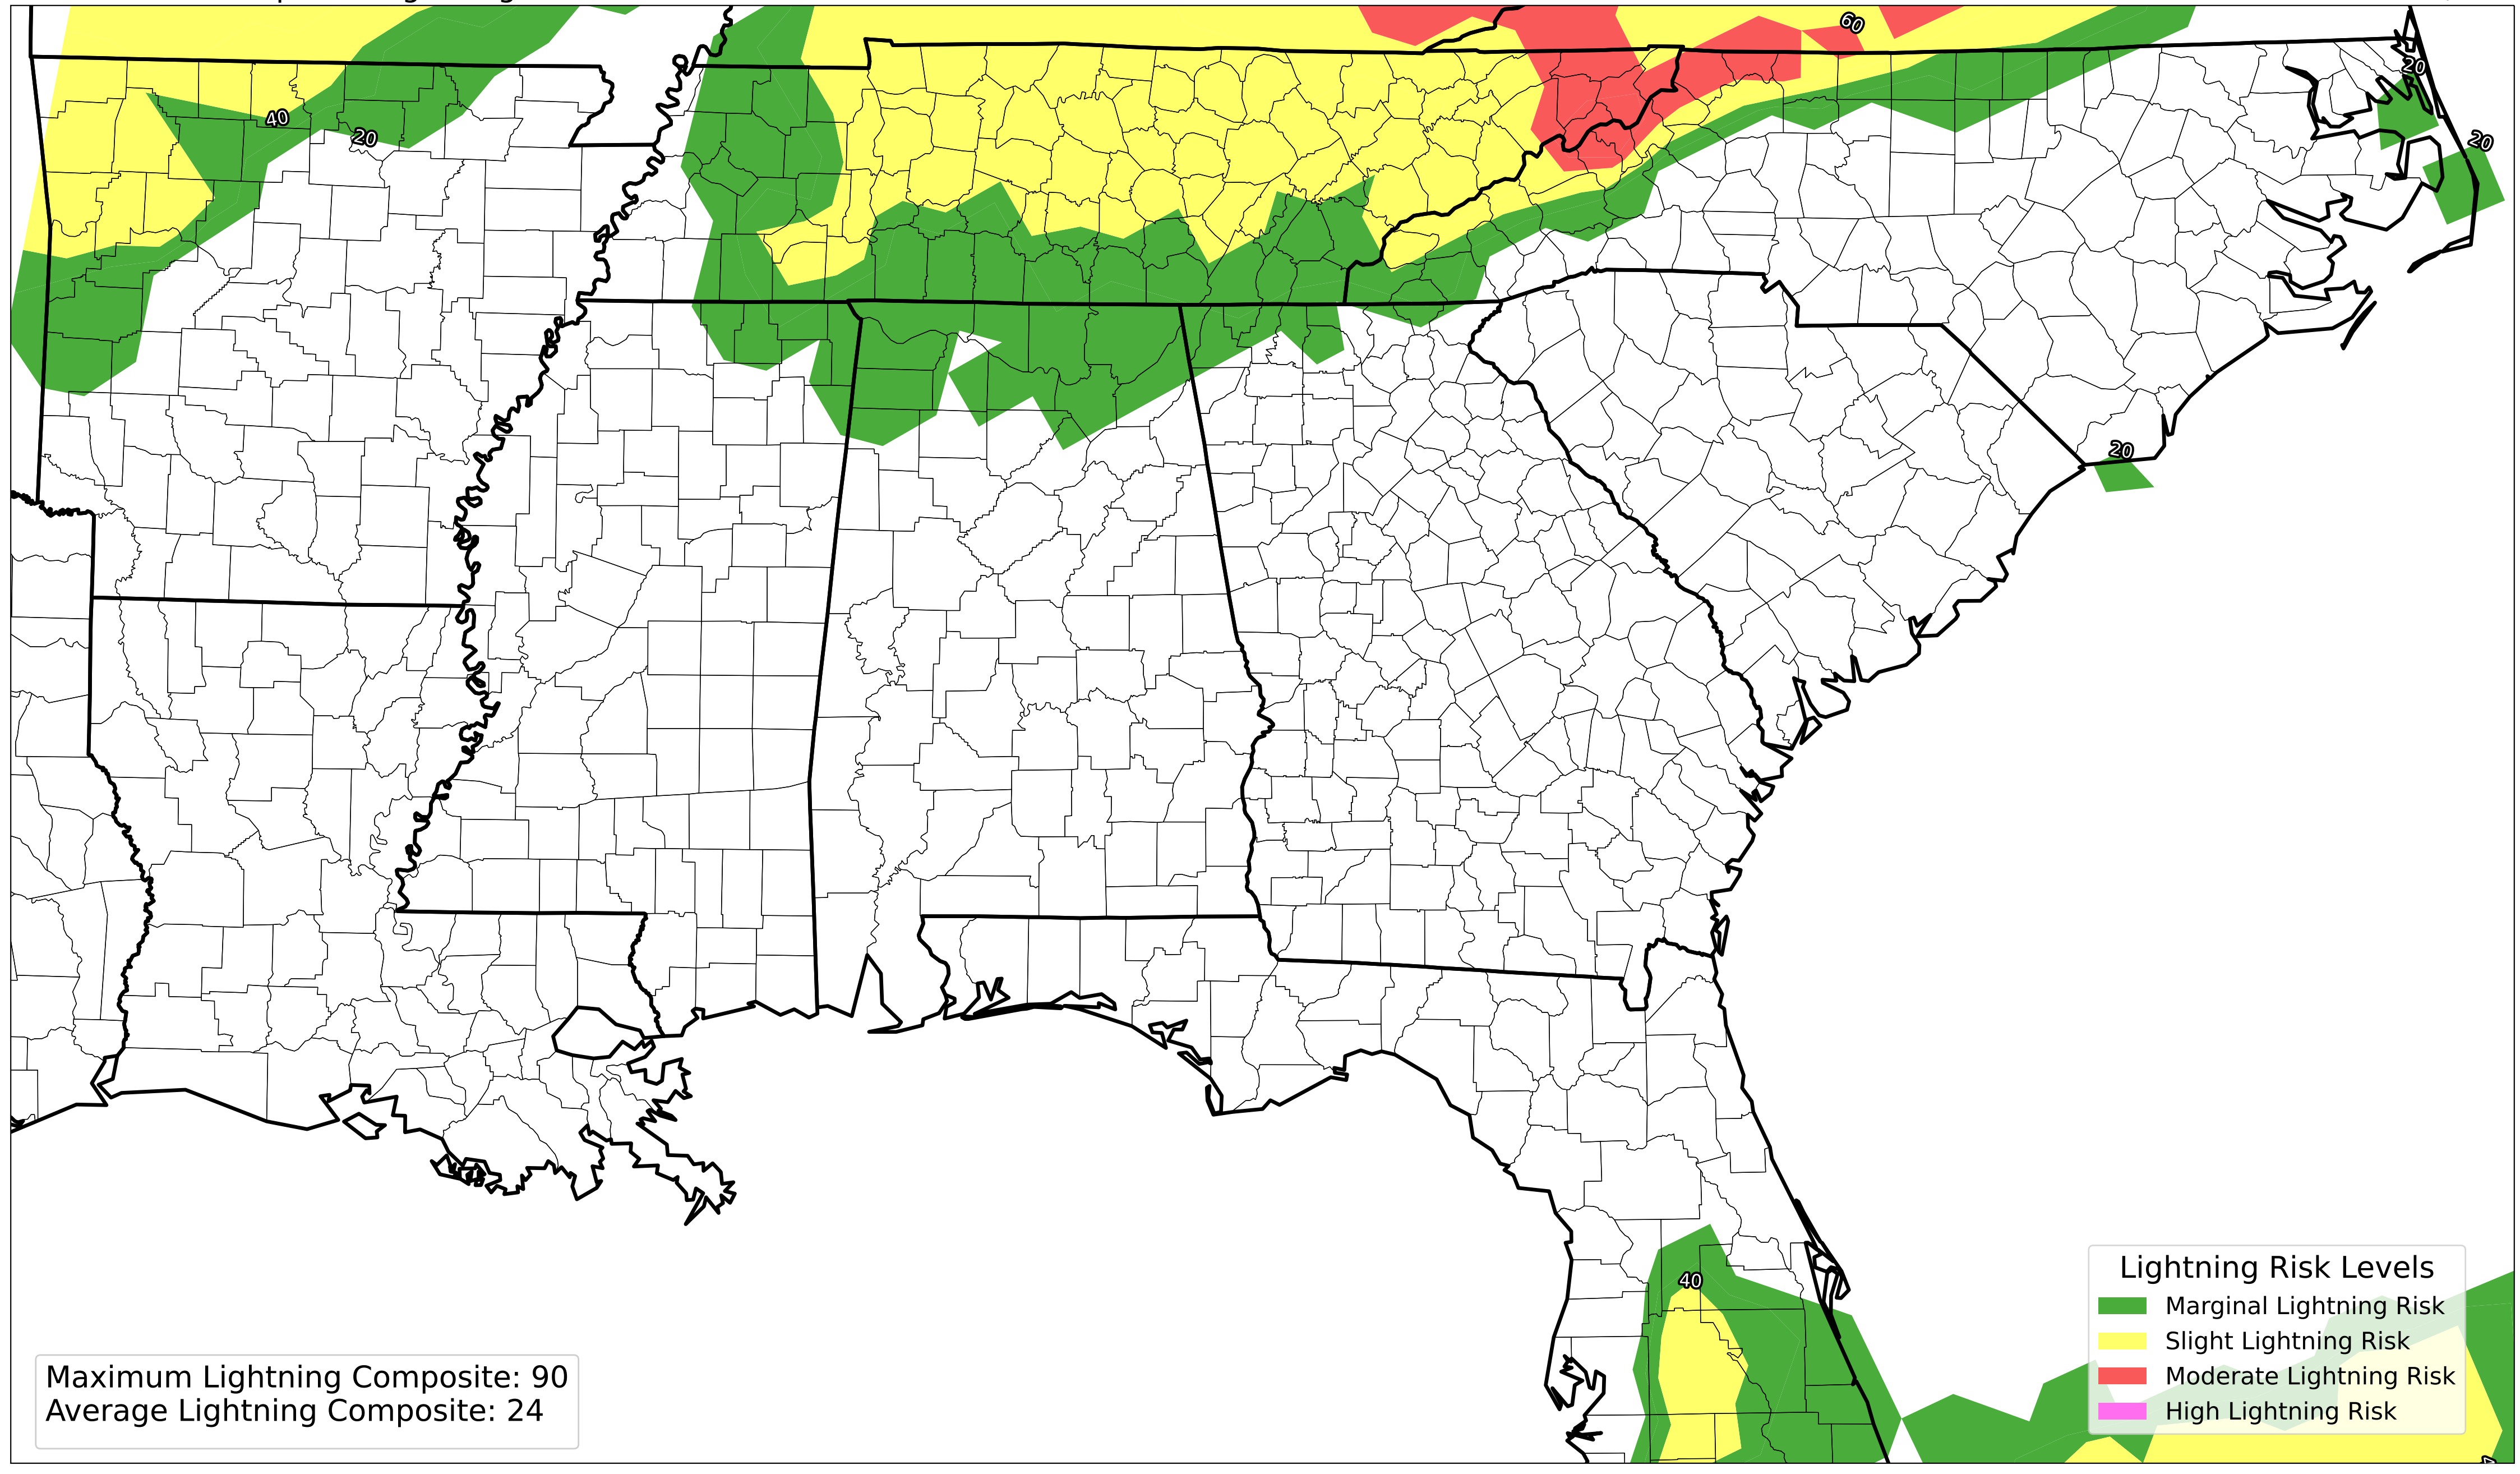 60
20
40
20
20
20
40
Lightning Risk Levels
Marginal Lightning Risk
Slight Lightning Risk
Moderate Lightning Risk
High Lightning Risk
Maximum Lightning Composite: 90
Average Lightning Composite: 24